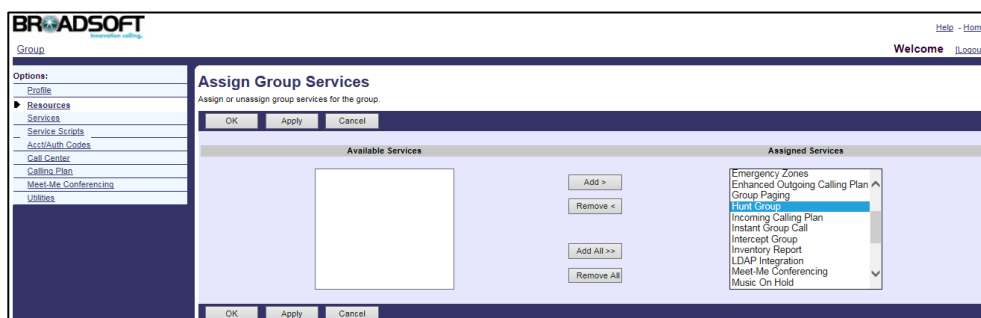 BROADSOFT
Innovation calling.
Help - Hom
Group
Welcome [Logou
Options:
Profile
Resources
Services
Service Scripts
Acct/Auth Codes
Call Center
Calling Plan
Meet-Me Conferencing
Utilities
Assign Group Services
Assign or unassign group services for the group.
OK Apply Cancel
Available Services
Assigned Services
Add >
Remove <
Add All >>
Remove All
Emergency Zones
Enhanced Outgoing Calling Plan
Group Paging
Hunt Group
Incoming Calling Plan
Instant Group Call
Intercept Group
Inventory Report
LDAP Integration
Meet-Me Conferencing
Music On Hold
OK Apply Cancel